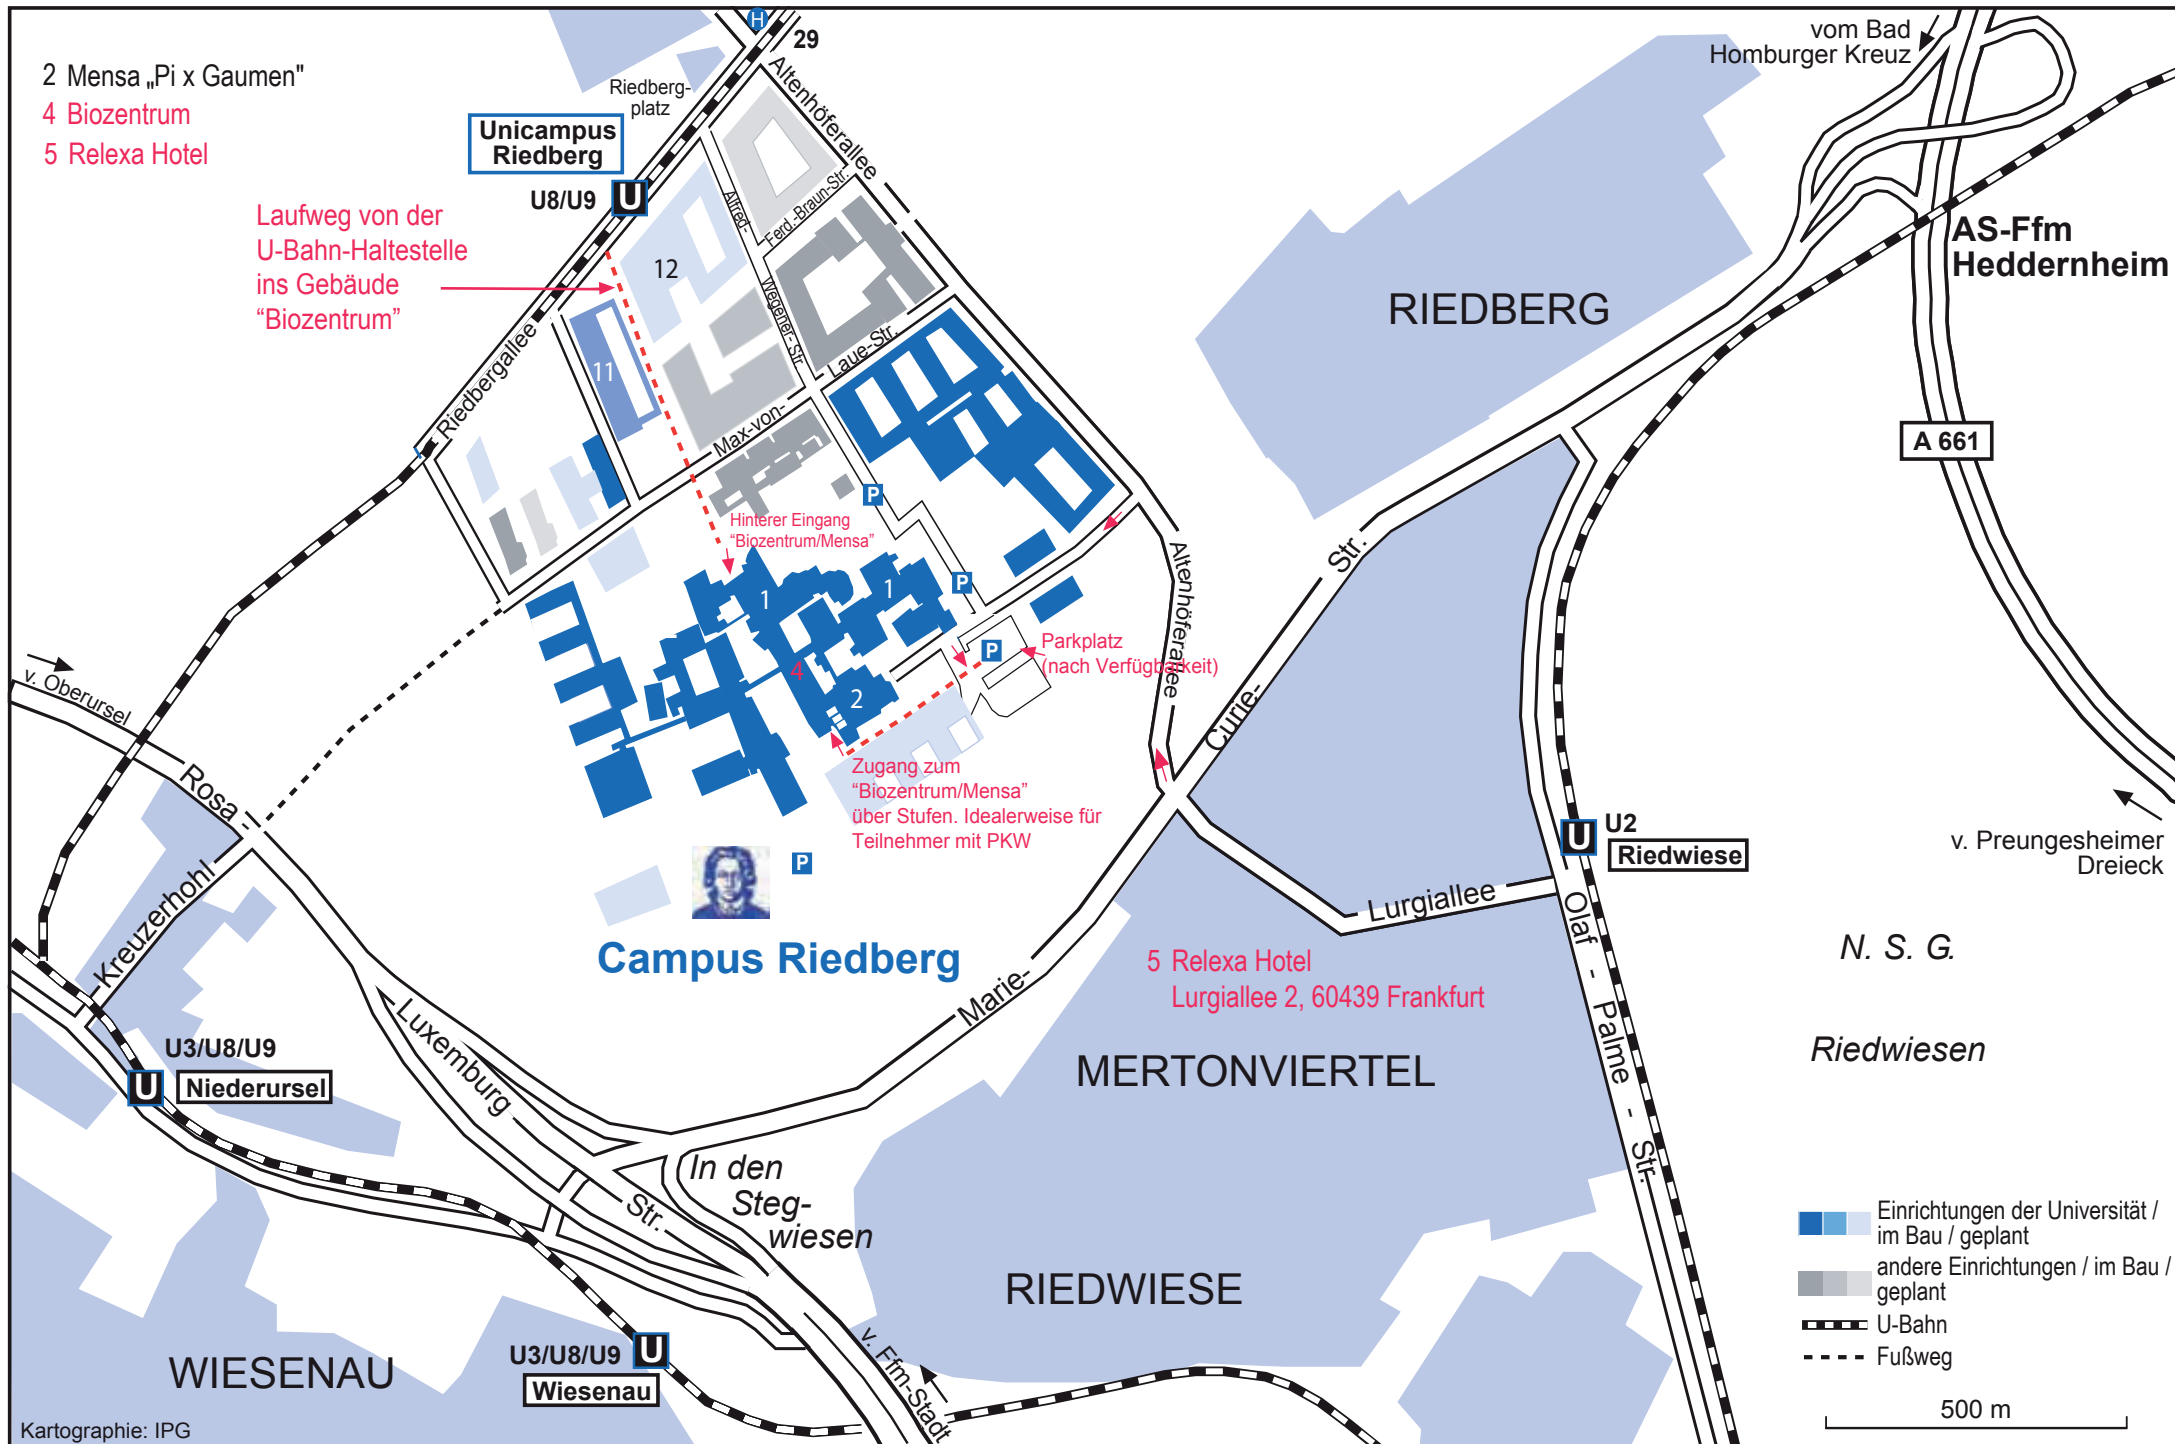 2 Mensa „Pi x Gaumen"
4 Biozentrum
5 Relexa Hotel
H
29
Riedberg-
platz
Unicampus
Riedberg
U8/U9
U
Laufweg von der
U-Bahn-Haltestelle
ins Gebäude
“Biozentrum”
Altenhöferallee
Alfred-
Wegener- Str.
Ferd.-Braun-Str.
12
11
Riedbergallee
Max-von-
Laue-Str.
P
Hinterer Eingang
“Biozentrum/Mensa”
1
1
P
P
Parkplatz
(nach Verfügbarkeit)
4
2
Zugang zum
“Biozentrum/Mensa”
über Stufen. Idealerweise für
Teilnehmer mit PKW
P
Campus Riedberg
Altenhöferallee
vom Bad
Homburger Kreuz
AS-Ffm
Heddernheim
RIEDBERG
A 661
Marie-
Curie-
Str.
U
U2
Riedwiese
v. Preungesheimer
Dreieck
Lurgiallee
Olaf - Palme - Str.
N. S. G.
Riedwiesen
5 Relexa Hotel
Lurgiallee 2, 60439 Frankfurt
MERTONVIERTEL
v. Oberursel
Rosa -
Luxemburg
Str.
Kreuzerhohl
U3/U8/U9
U
Niederursel
In den
Steg-
wiesen
RIEDWIESE
WIESENAU
U3/U8/U9
U
Wiesenau
v. Ffm-Stadt
Einrichtungen der Universität /
im Bau / geplant
andere Einrichtungen / im Bau /
geplant
U-Bahn
Fußweg
500 m
Kartographie: IPG